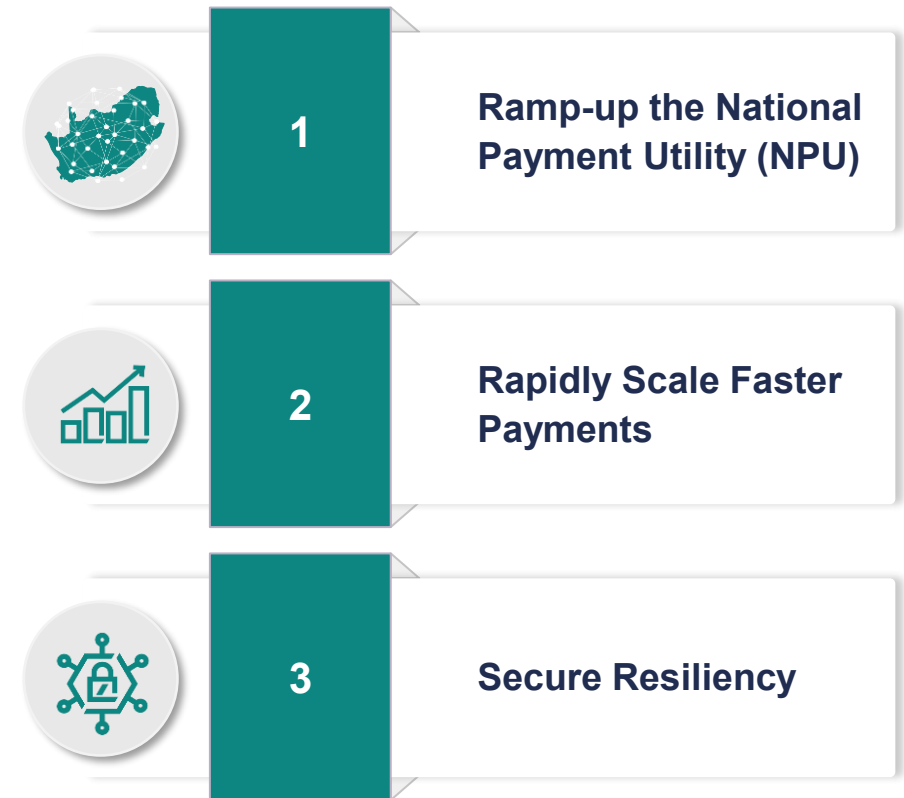 1
Ramp-up the National
Payment Utility (NPU)
2
Rapidly Scale Faster
Payments
3
Secure Resiliency